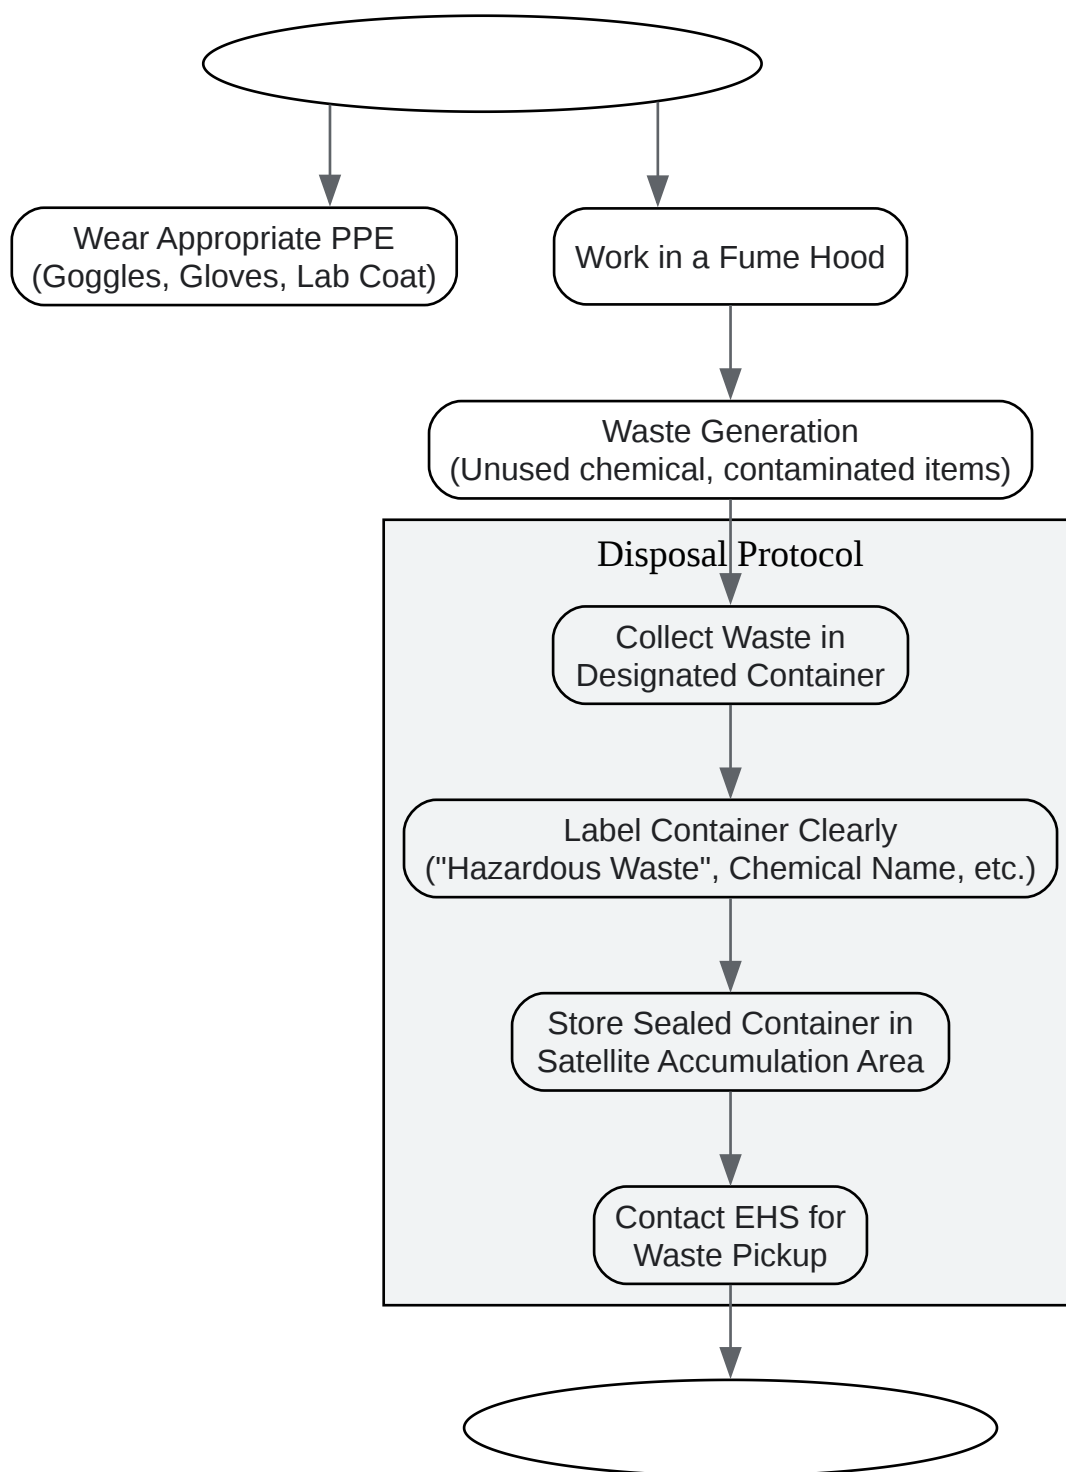 Wear Appropriate PPE
(Goggles, Gloves, Lab Coat)
Work in a Fume Hood
Waste Generation
(Unused chemical, contaminated items)
Disposal Protocol
Collect Waste in
Designated Container
Label Container Clearly
("Hazardous Waste", Chemical Name, etc.)
Store Sealed Container in
Satellite Accumulation Area
Contact EHS for
Waste Pickup